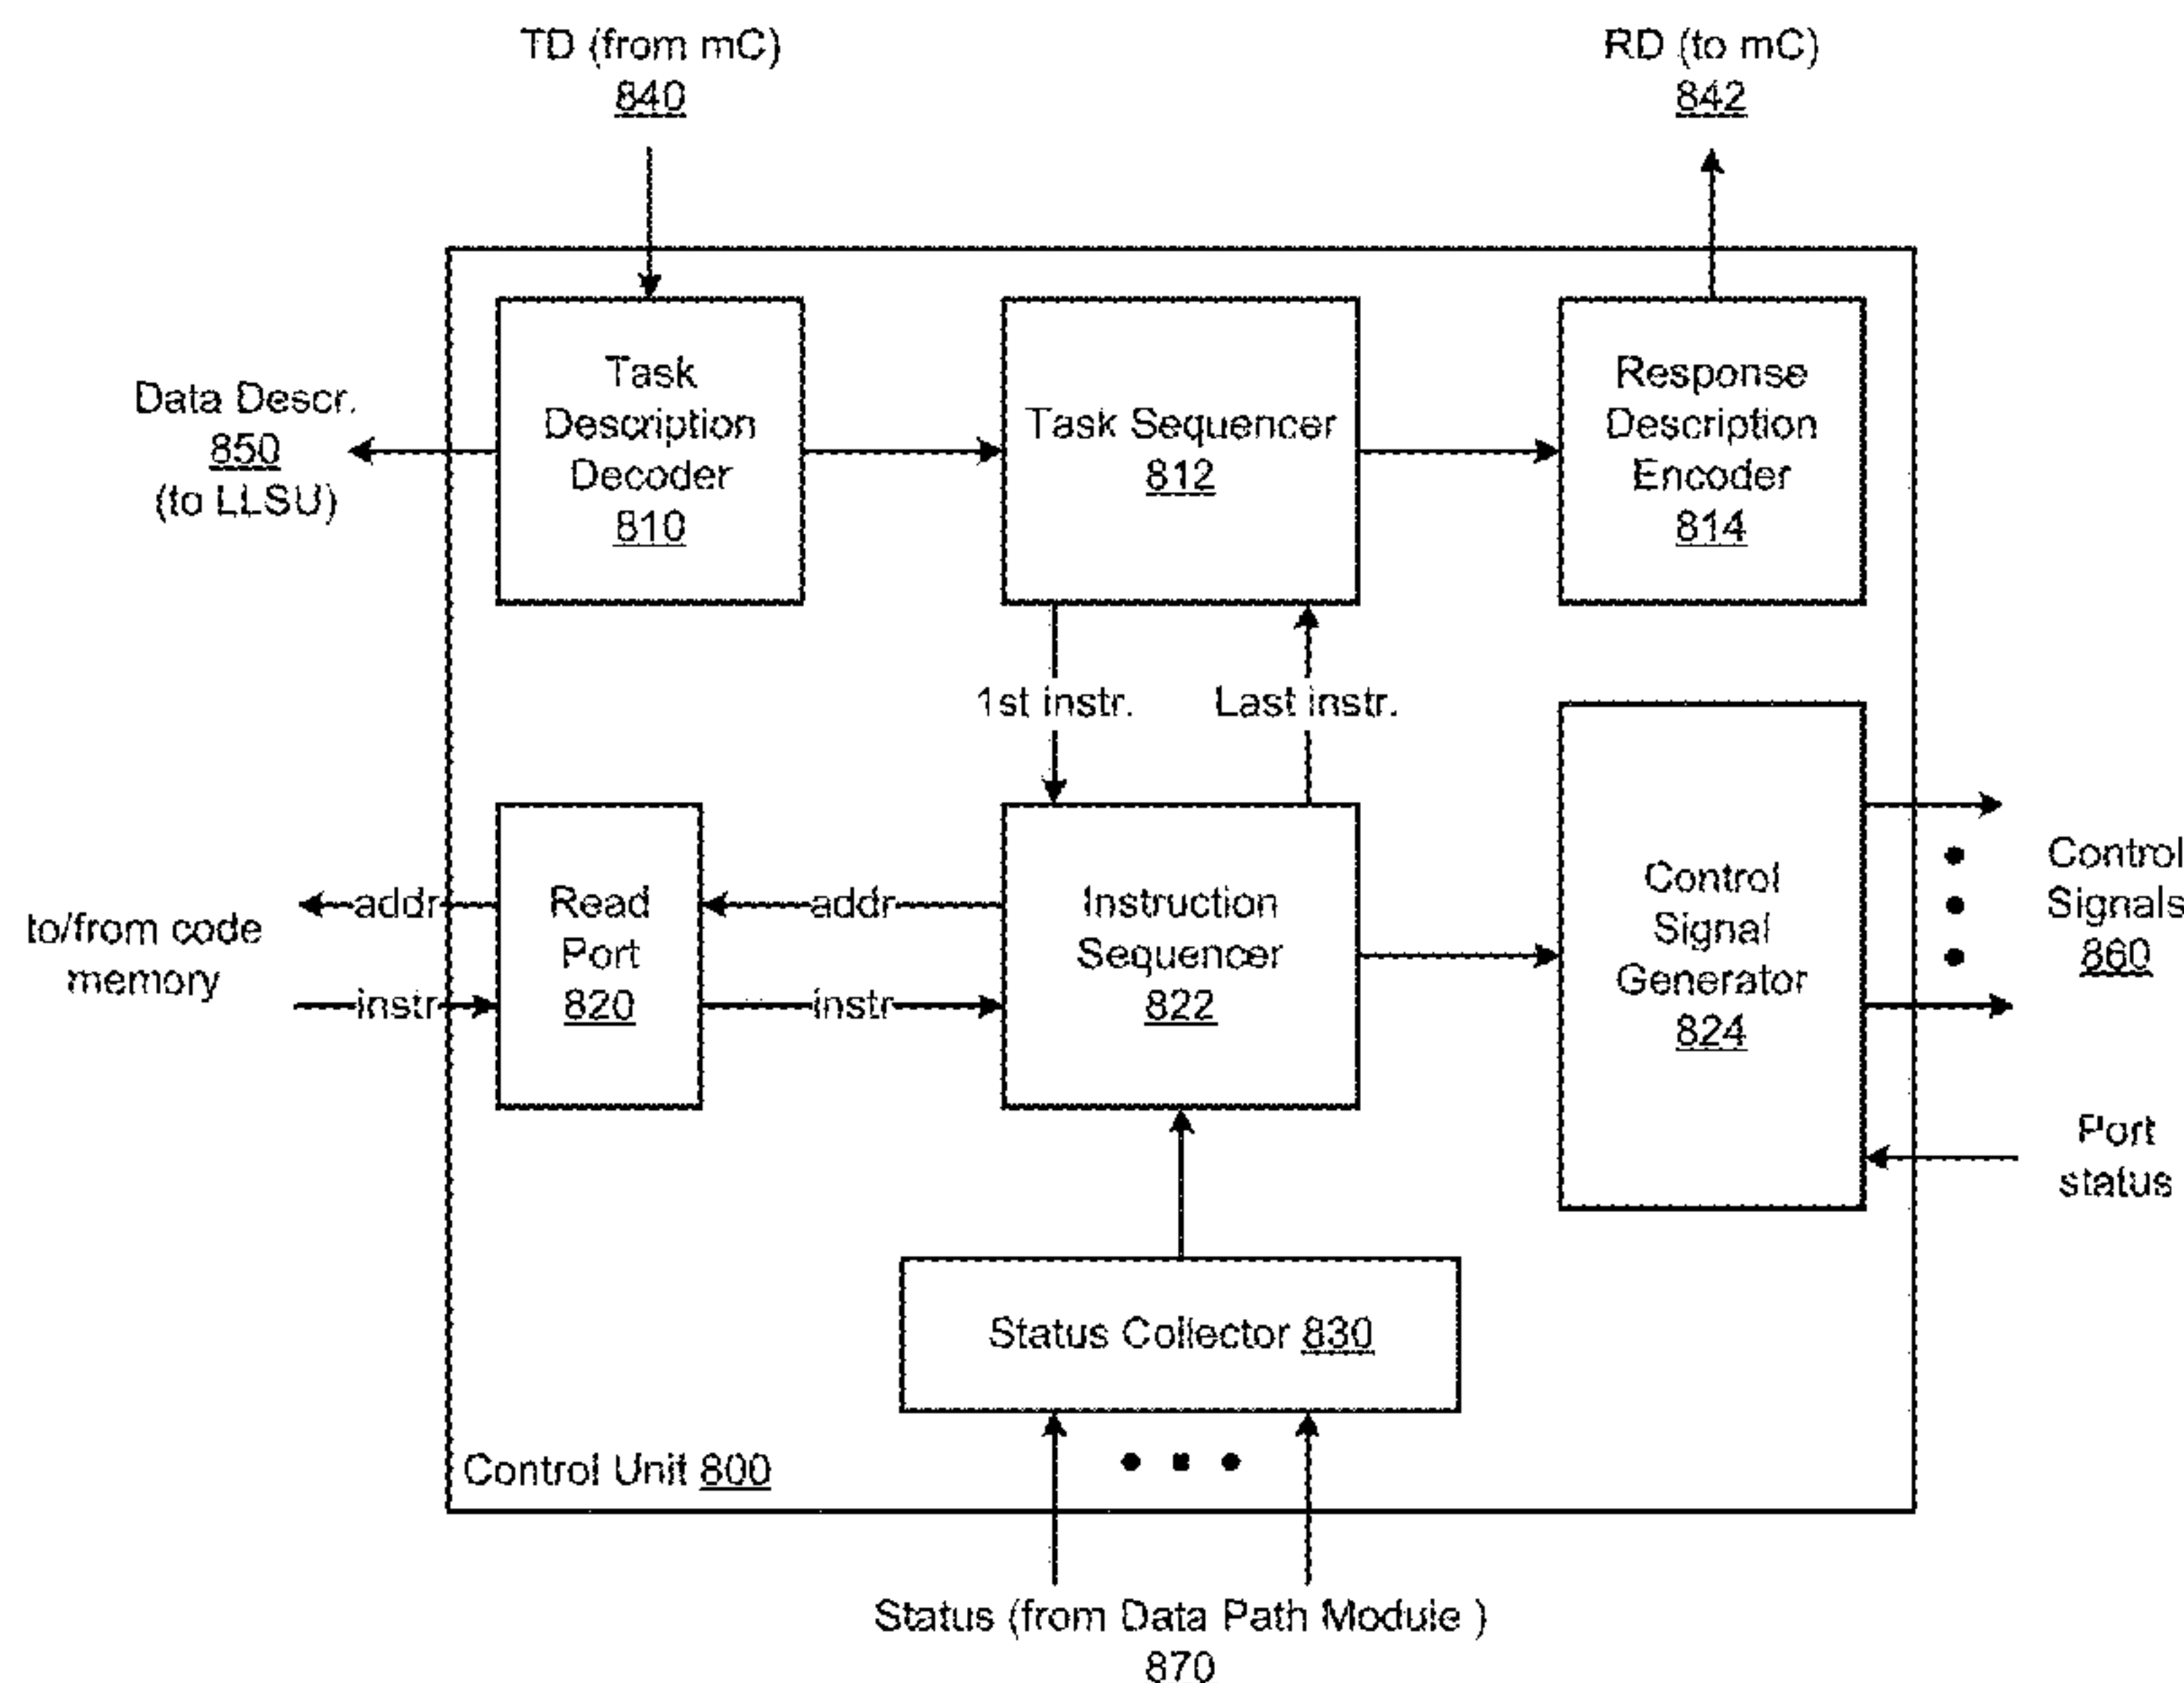 TD (from mC)
840
RD (to mC)
842
Data Descr.
850
(to LLSU)
Task
Description
Decoder
810
Task Sequencer
812
Response
Description
Encoder
814
1st instr.
Last instr.
to/from code
memory
addr
instr
Read
Port
820
addr
instr
Instruction
Sequencer
822
Control
Signal
Generator
824
Control
Signals
860
Port
status
Status Collector 830
Control Unit 800
Status (from Data Path Module )
870